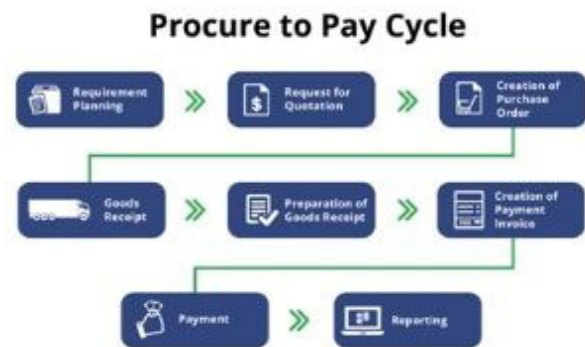 Procure to Pay Cycle
Requirement
Planning
Request for
Quotation
Creation of
Purchase
Order
Goods
Receipt
Preparation of
Goods Receipt
Creation of
Payment
Invoice
Payment
Reporting